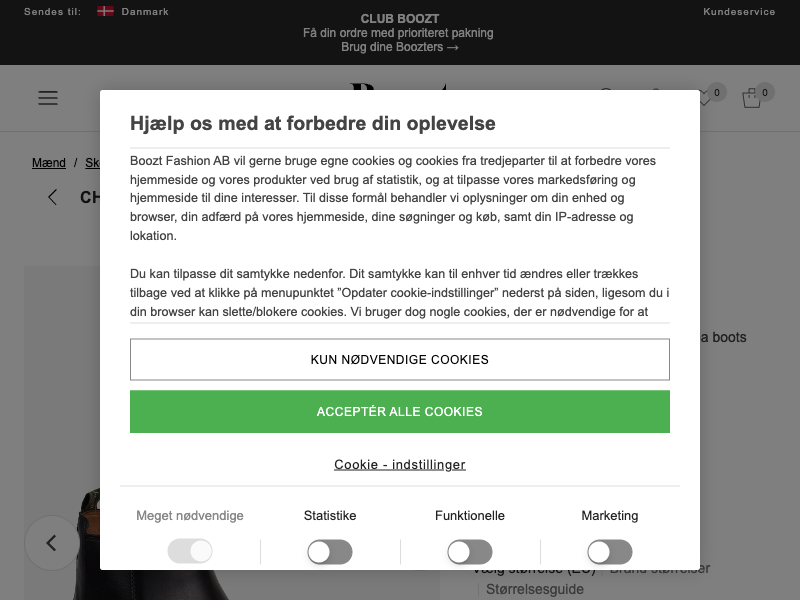 Sendes til:
Danmark
CLUB BOOZT
Få din ordre med prioriteret pakning
Brug dine Boozters →
Kundeservice
0
0
Mænd /
CH
Hjælp os med at forbedre din oplevelse
Boozt Fashion AB vil gerne bruge egne cookies og cookies fra tredjeparter til at forbedre vores
hjemmeside og vores produkter ved brug af statistik, og at tilpasse vores markedsføring og
hjemmeside til dine interesser. Til disse formål behandler vi oplysninger om din enhed og
browser, din adfærd på vores hjemmeside, dine søgninger og køb, samt din IP-adresse og
lokation.
Du kan tilpasse dit samtykke nedenfor. Dit samtykke kan til enhver tid ændres eller trækkes
tilbage ved at klikke på menupunktet ”Opdater cookie-indstillinger” nederst på siden, ligesom du i
din browser kan slette/blokere cookies. Vi bruger dog nogle cookies, der er nødvendige for at
a boots
KUN NØDVENDIGE COOKIES
ACCEPTÉR ALLE COOKIES
Cookie - indstillinger
Meget nødvendige
Statistike
Funktionelle
Marketing
Vælg størrelse (EU)
Brand størrelser
Størrelsesguide